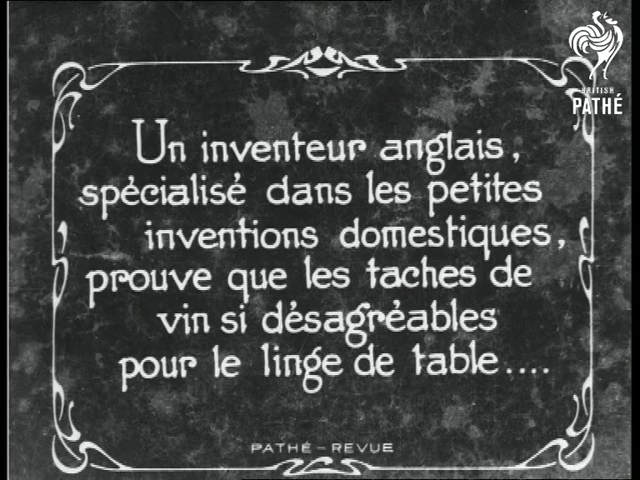 BRITISH
PATHÉ
Un inventeur anglais,
spécialisé dans les petites
inventions domestiques,
prouve que les taches de
vin si désagréables
pour le linge de table....
PATHÉ - REVUE